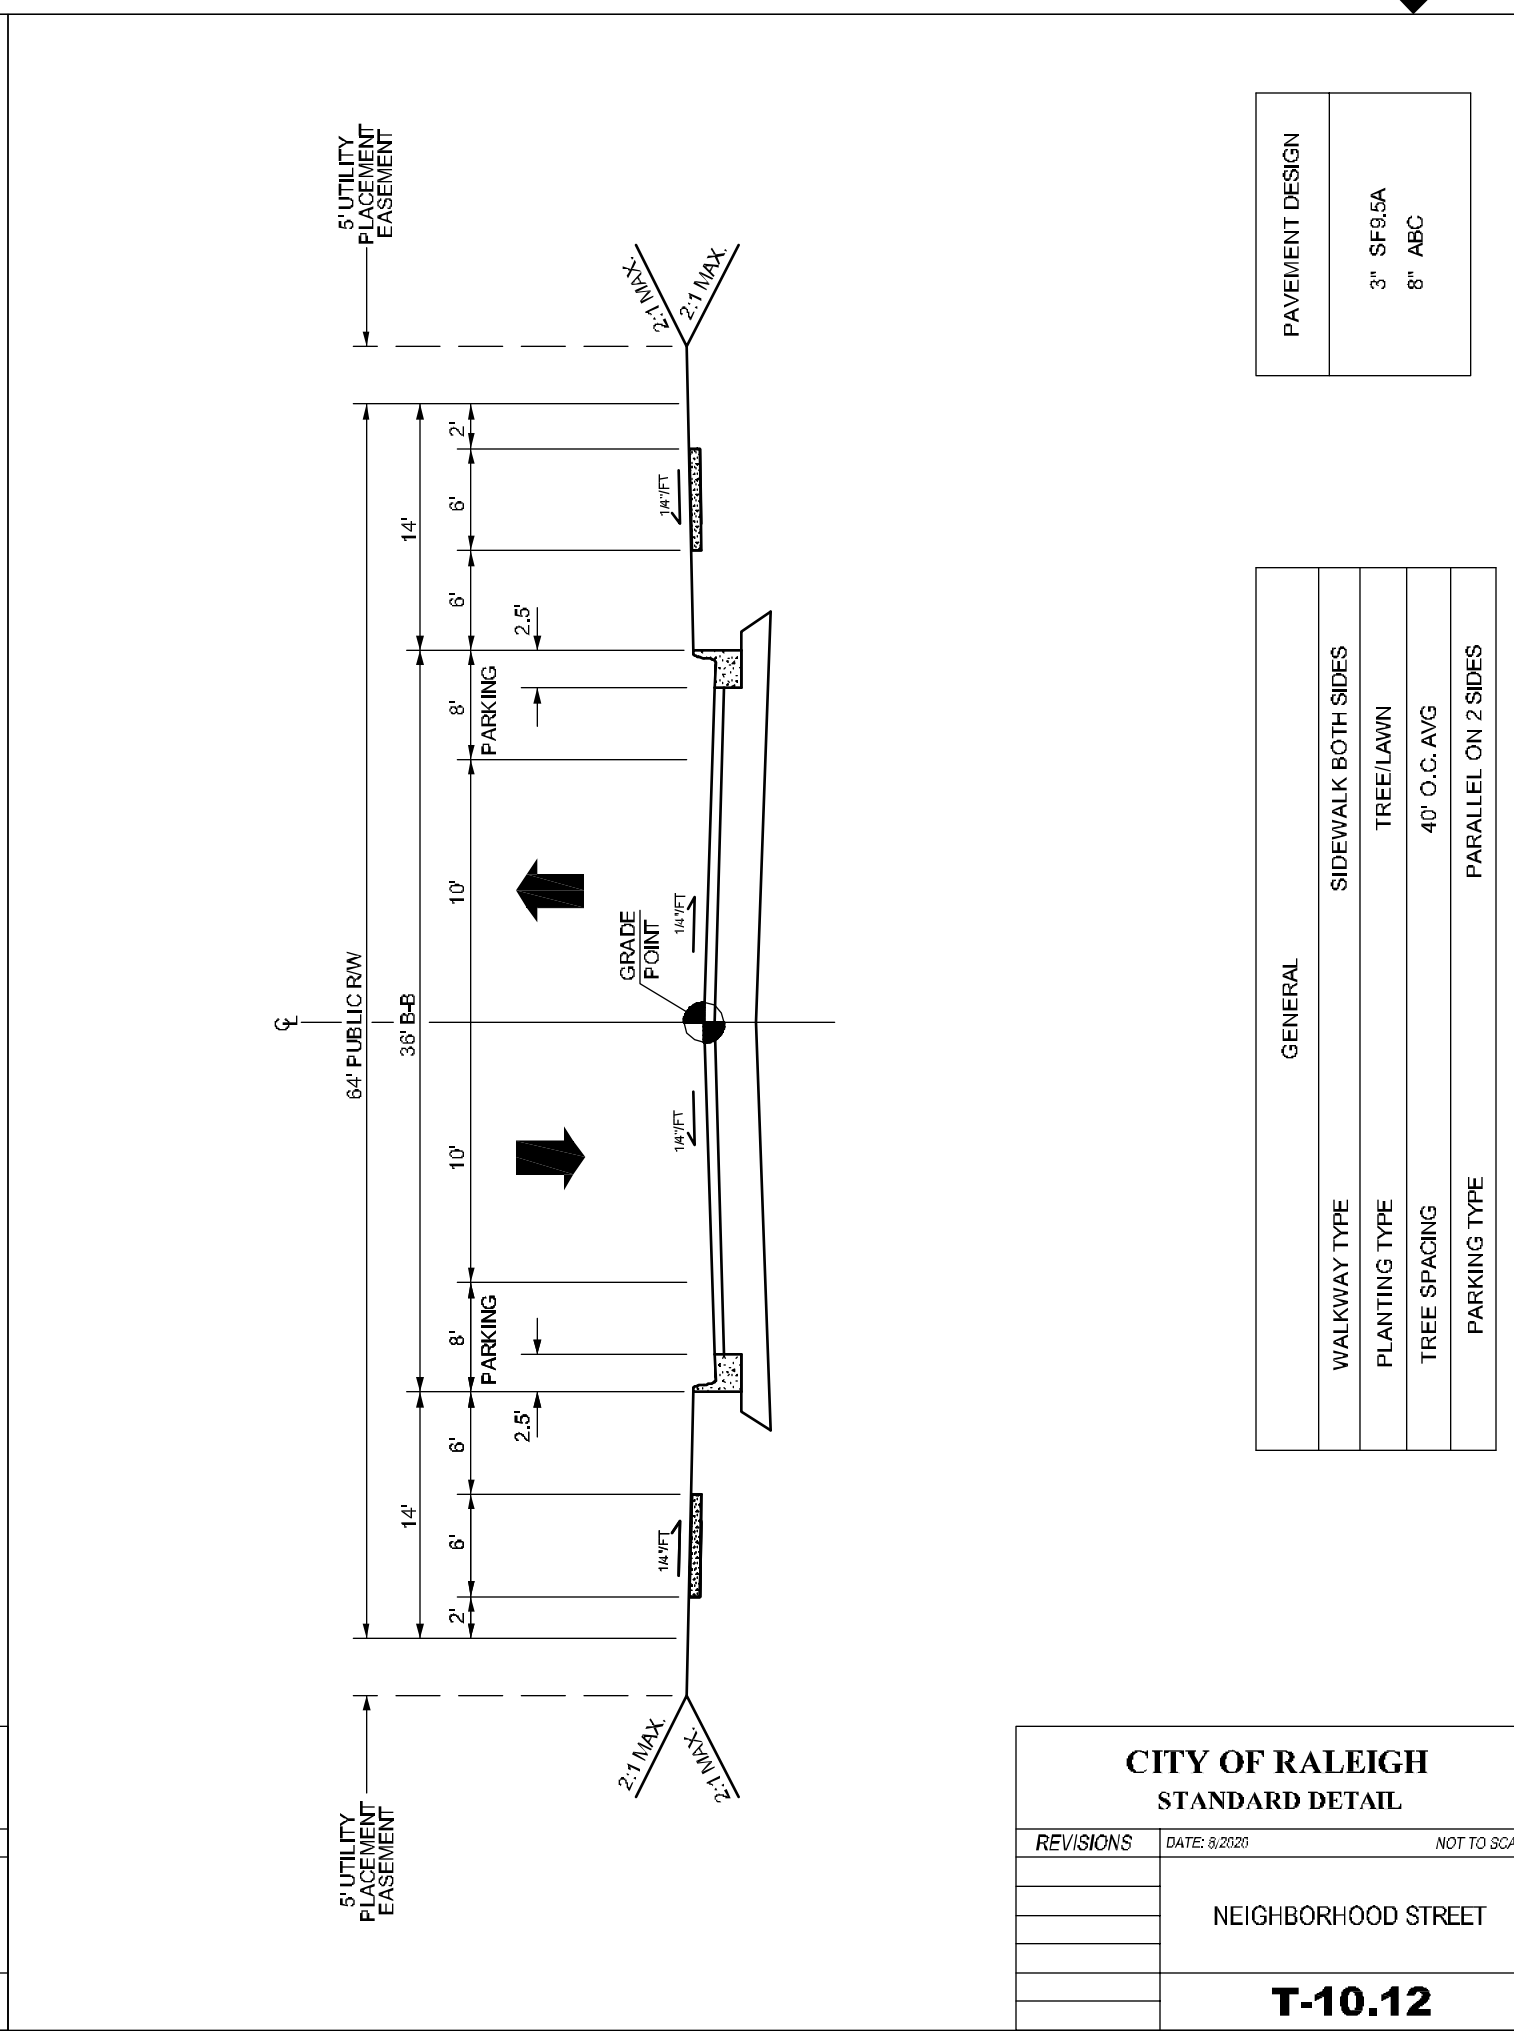 5' UTILITY
PLACEMENT
EASEMENT
5' UTILITY
PLACEMENT
EASEMENT
℄
64' PUBLIC R/W
14'
36' B-B
14'
2'
6'
6'
8'
10'
10'
8'
6'
6'
2'
PARKING
PARKING
2.5'
2.5'
GRADE
POINT
2:1 MAX.
2:1 MAX.
2:1 MAX.
2:1 MAX.
1/4"/FT
1/4"/FT
1/4"/FT
1/4"/FT
GENERAL
WALKWAY TYPE SIDEWALK BOTH SIDES
PLANTING TYPE TREE/LAWN
TREE SPACING 40' O.C. AVG
PARKING TYPE PARALLEL ON 2 SIDES
PAVEMENT DESIGN
3" SF9.5A
8" ABC
CITY OF RALEIGH
STANDARD DETAIL
REVISIONS DATE: 8/2020 NOT TO SCA
NEIGHBORHOOD STREET
T-10.12